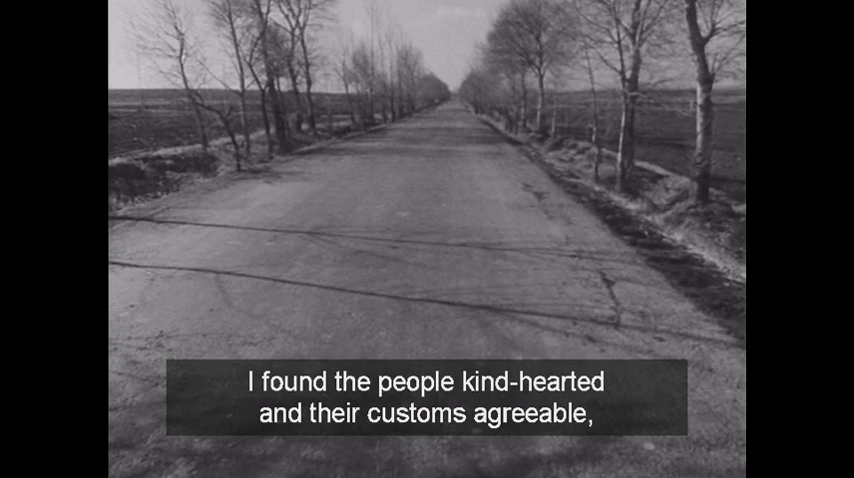 I found the people kind-hearted
and their customs agreeable,